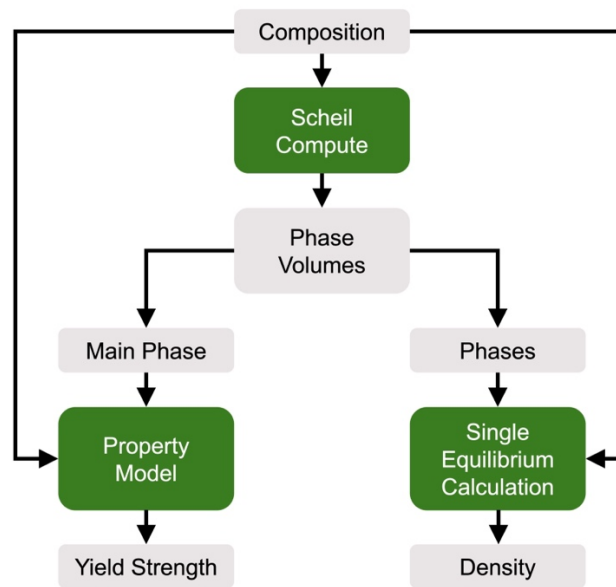 Composition
Scheil
Compute
Phase
Volumes
Main Phase
Phases
Property
Model
Single
Equilibrium
Calculation
Yield Strength
Density